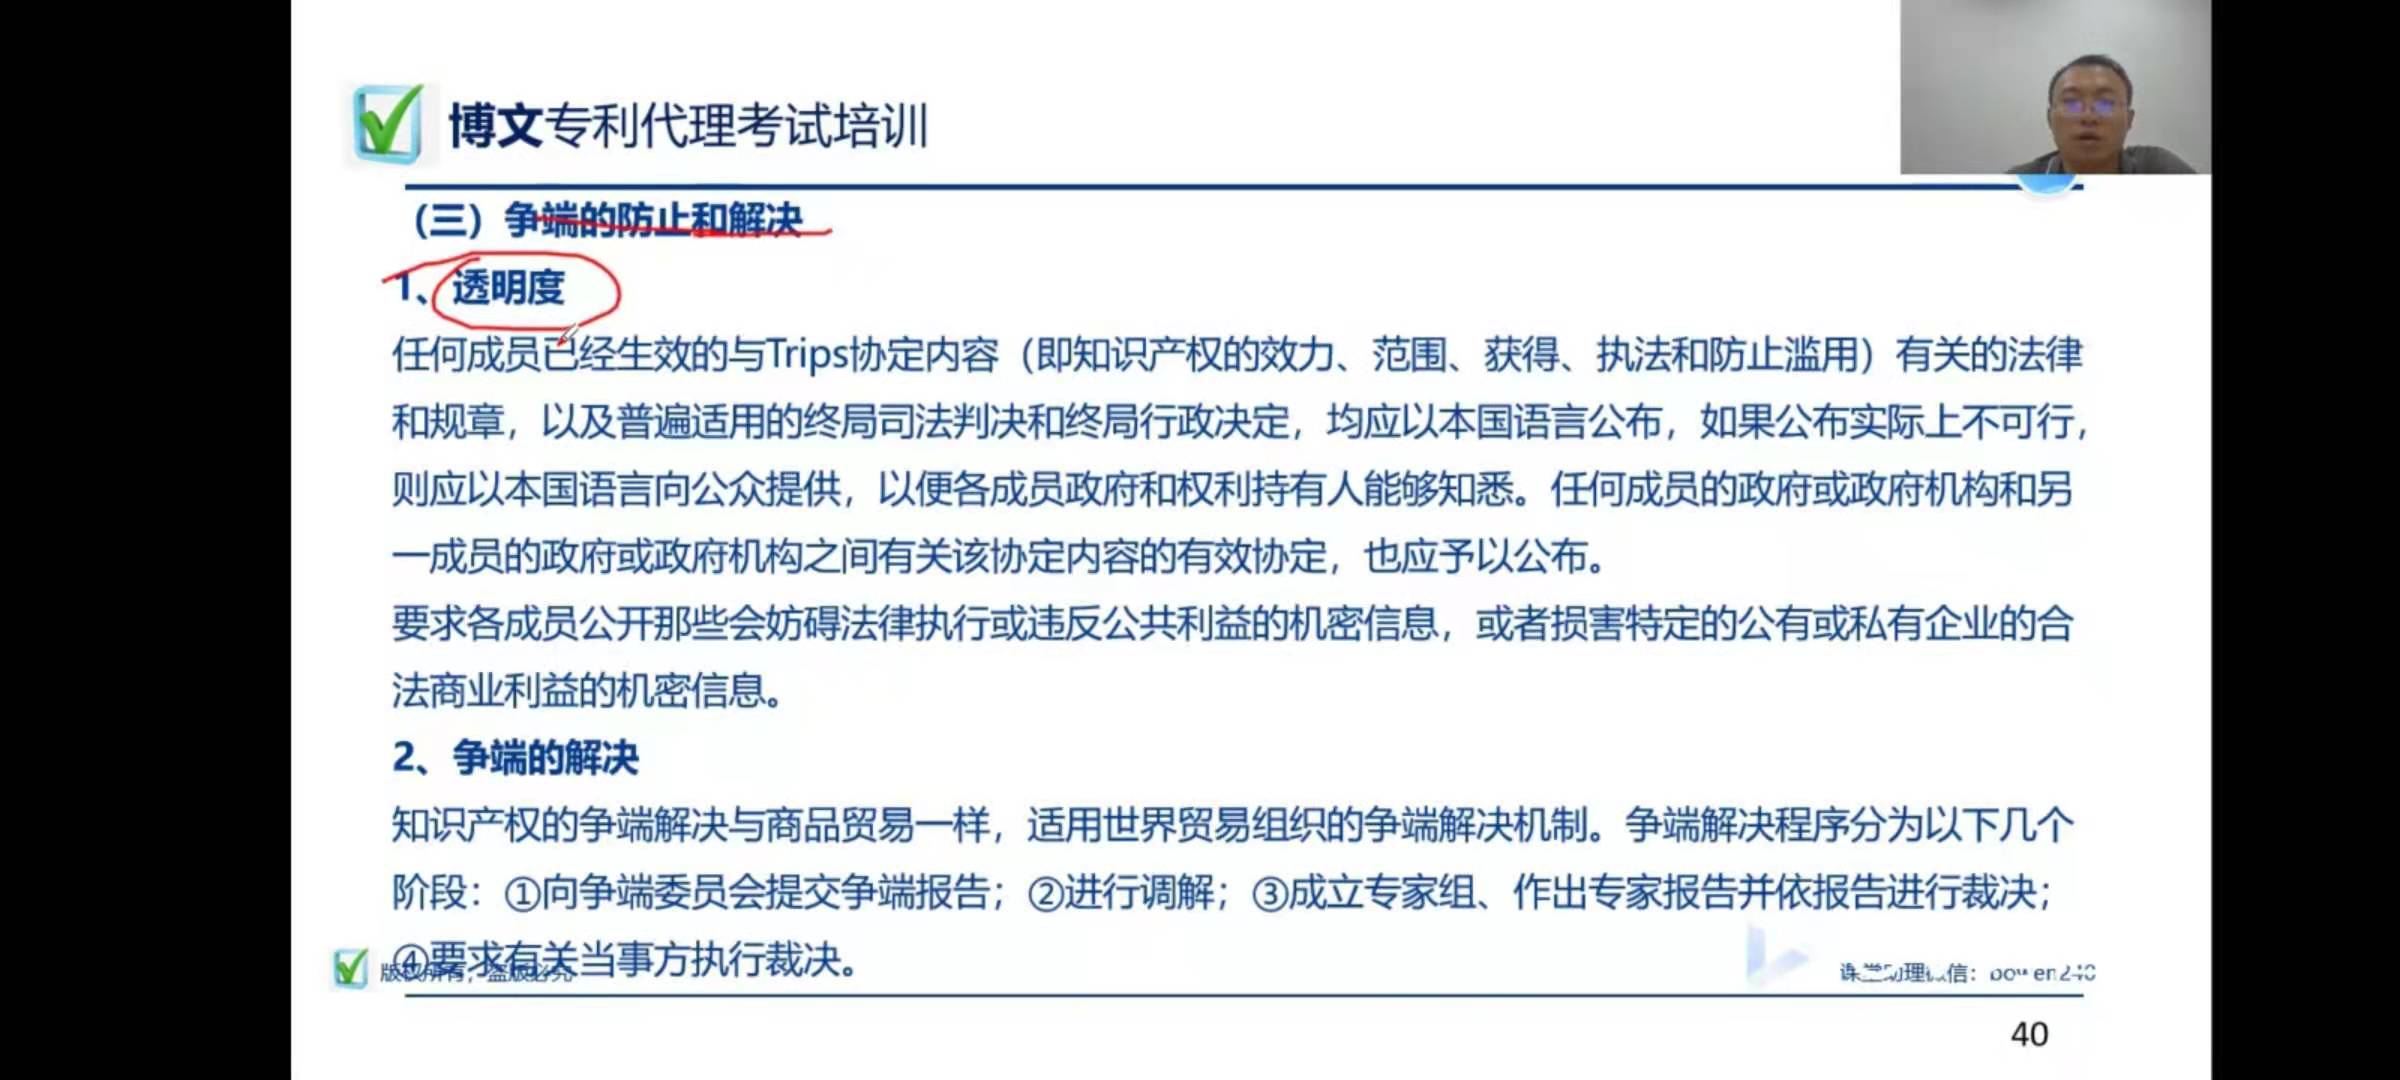 博文专利代理考试培训
（三）争端的防止和解决
1、透明度
任何成员已经生效的与Trips协定内容（即知识产权的效力、范围、获得、执法和防止滥用）有关的法律
和规章，以及普遍适用的终局司法判决和终局行政决定，均应以本国语言公布，如果公布实际上不可行，
则应以本国语言向公众提供，以便各成员政府和权利持有人能够知悉。任何成员的政府或政府机构和另
一成员的政府或政府机构之间有关该协定内容的有效协定，也应予以公布。
要求各成员公开那些会妨碍法律执行或违反公共利益的机密信息，或者损害特定的公有或私有企业的合
法商业利益的机密信息。
2、争端的解决
知识产权的争端解决与商品贸易一样，适用世界贸易组织的争端解决机制。争端解决程序分为以下几个
阶段：①向争端委员会提交争端报告；②进行调解；③成立专家组、作出专家报告并依报告进行裁决；
④要求有关当事方执行裁决。
版权所有，盗版必究
课堂助理微信：bowen240
40